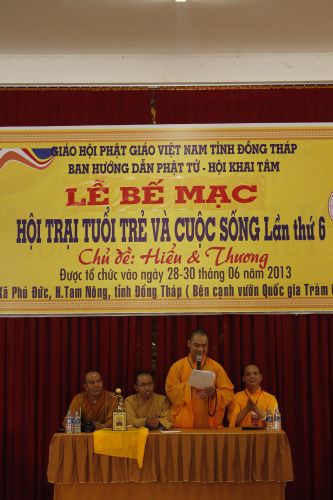 GIÁO HỘI PHẬT GIÁO VIỆT NAM TỈNH ĐỒNG THÁP
BAN HƯỚNG DẪN PHẬT TỬ - HỘI KHAI TÂM
LỄ BẾ MẠC
HỘI TRẠI TUỔI TRẺ VÀ CUỘC SỐNG Lần thứ 6
Chủ đề: Hiểu & Thương
Được tổ chức vào ngày 28-30 tháng 06 năm 2013
Xã Phú Đức, H.Tam Nông, tỉnh Đồng Tháp ( Bên cạnh vườn Quốc gia Tràm